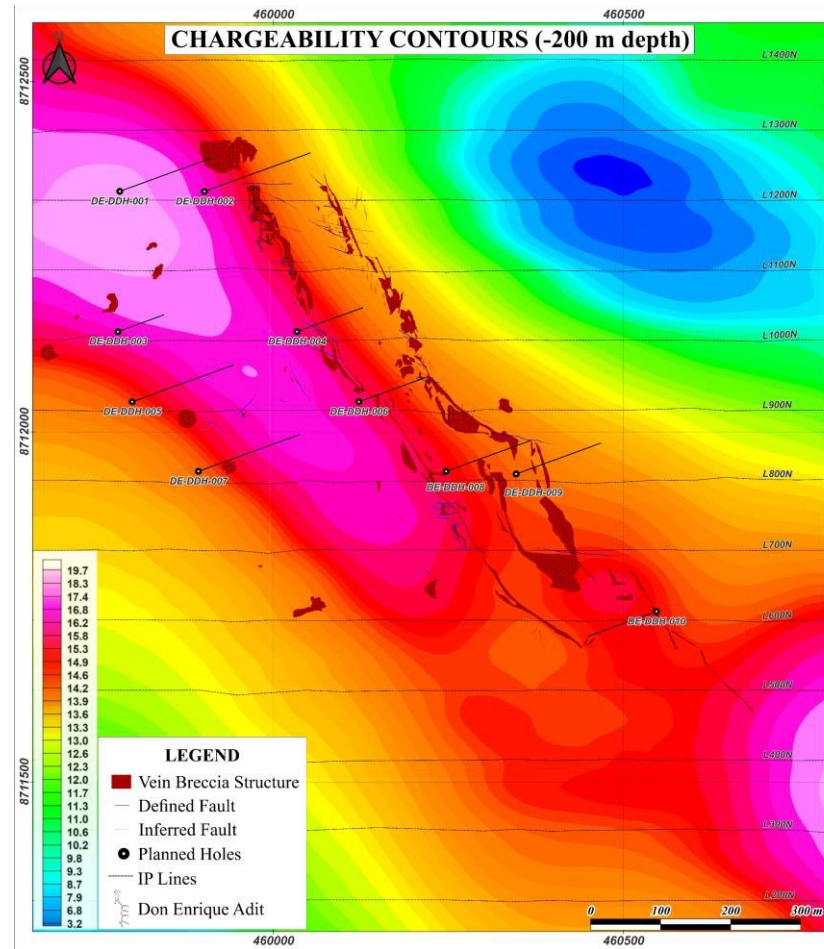 460000
460500
CHARGEABILITY CONTOURS (-200 m depth)
N
8712500
L1400N
L1300N
L1200N
DE-DDH-001
DE-DDH-002
L1100N
L1000N
DE-DDH-003
DE-DDH-004
8712000
L900N
DE-DDH-005
DE-DDH-006
L800N
DE-DDH-007
DE-DDH-008
DE-DDH-009
L700N
L600N
DE-DDH-010
L500N
L400N
8711500
L300N
L200N
19.7
18.3
17.4
16.8
16.2
15.8
15.3
14.9
14.6
14.2
13.9
13.6
13.3
13.0
12.6
12.3
12.0
11.7
11.3
11.0
10.6
10.2
9.8
9.3
8.7
7.9
6.8
3.2
LEGEND
Vein Breccia Structure
Defined Fault
Inferred Fault
Planned Holes
IP Lines
Don Enrique Adit
0 100 200 300 m
460000
460500